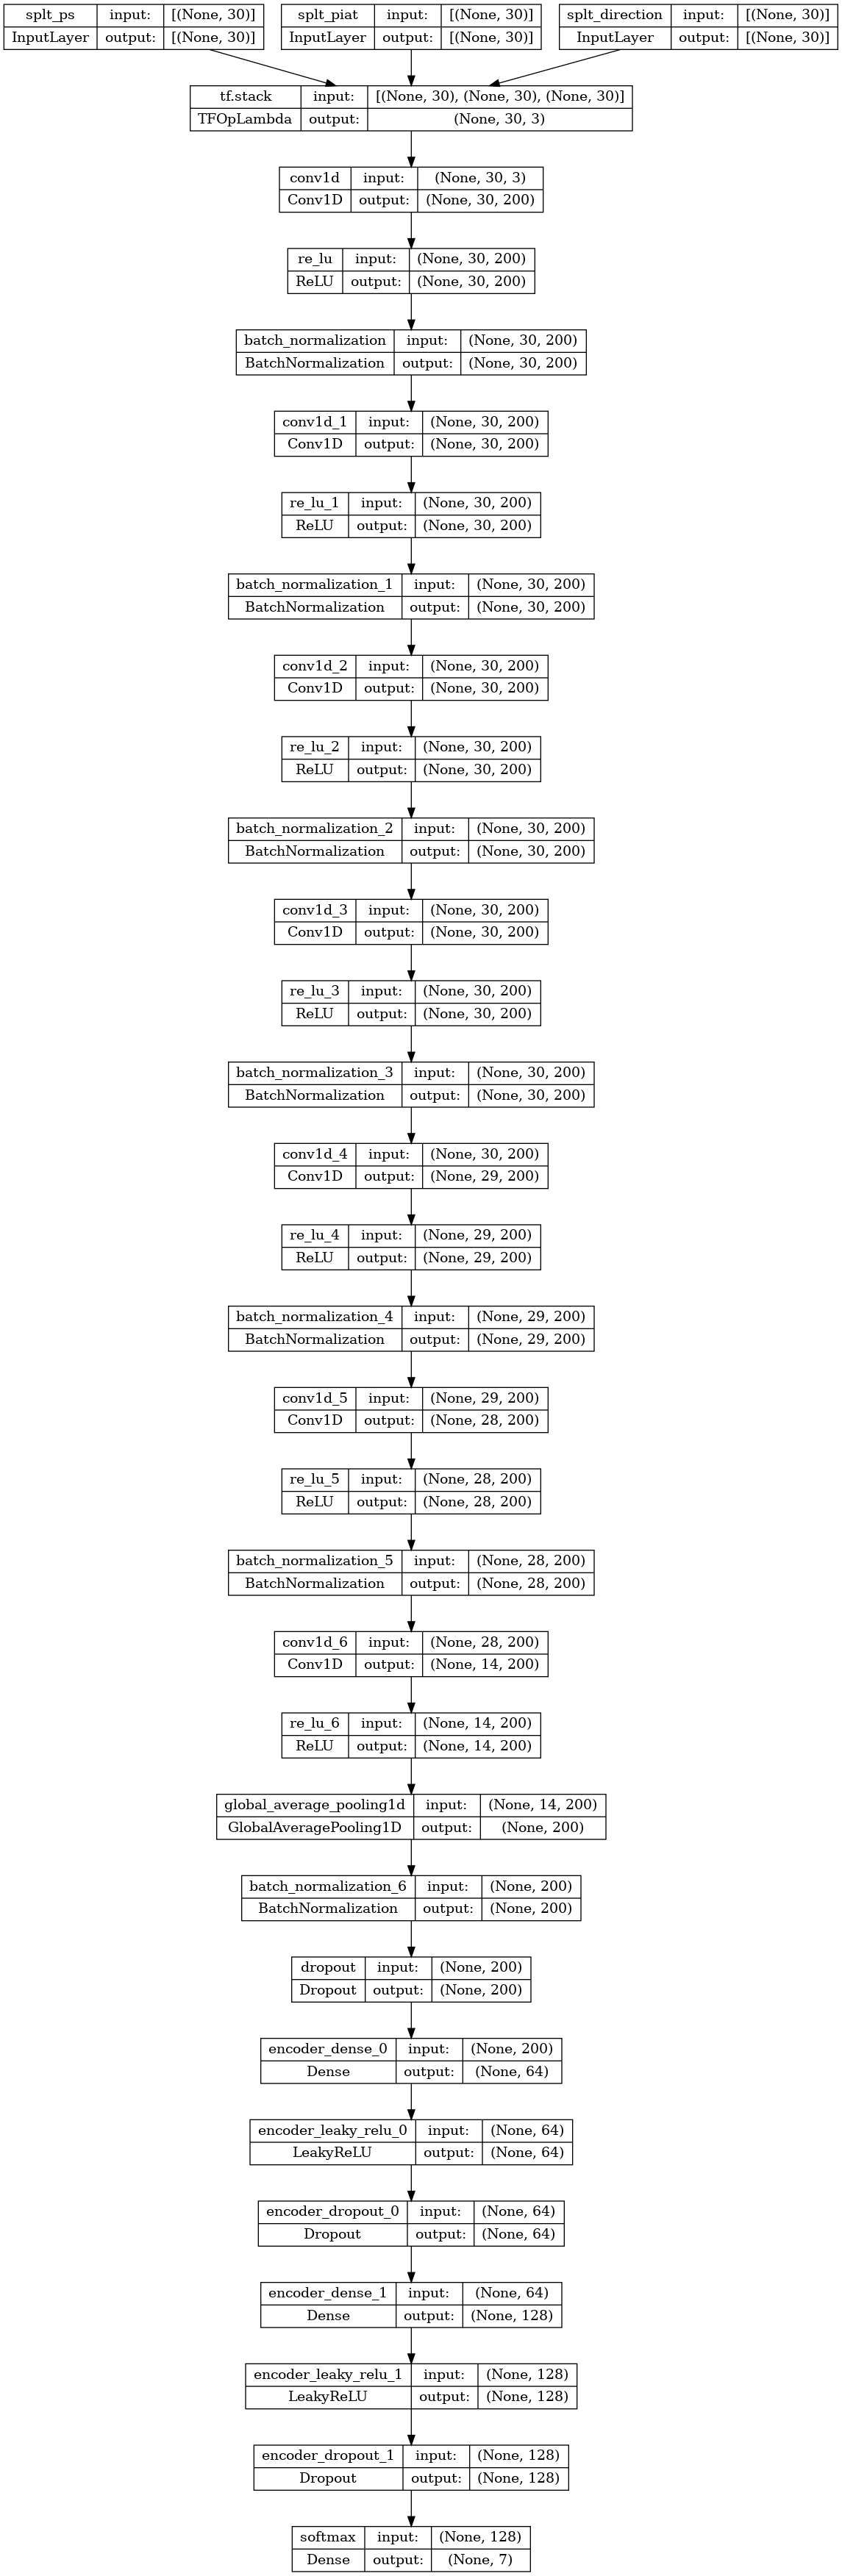 splt_ps input: [(None, 30)]
InputLayer output: [(None, 30)]
splt_piat input: [(None, 30)]
InputLayer output: [(None, 30)]
splt_direction input: [(None, 30)]
InputLayer output: [(None, 30)]
tf.stack input: [(None, 30), (None, 30), (None, 30)]
TFOpLambda output: (None, 30, 3)
conv1d input: (None, 30, 3)
Conv1D output: (None, 30, 200)
re_lu input: (None, 30, 200)
ReLU output: (None, 30, 200)
batch_normalization input: (None, 30, 200)
BatchNormalization output: (None, 30, 200)
conv1d_1 input: (None, 30, 200)
Conv1D output: (None, 30, 200)
re_lu_1 input: (None, 30, 200)
ReLU output: (None, 30, 200)
batch_normalization_1 input: (None, 30, 200)
BatchNormalization output: (None, 30, 200)
conv1d_2 input: (None, 30, 200)
Conv1D output: (None, 30, 200)
re_lu_2 input: (None, 30, 200)
ReLU output: (None, 30, 200)
batch_normalization_2 input: (None, 30, 200)
BatchNormalization output: (None, 30, 200)
conv1d_3 input: (None, 30, 200)
Conv1D output: (None, 30, 200)
re_lu_3 input: (None, 30, 200)
ReLU output: (None, 30, 200)
batch_normalization_3 input: (None, 30, 200)
BatchNormalization output: (None, 30, 200)
conv1d_4 input: (None, 30, 200)
Conv1D output: (None, 29, 200)
re_lu_4 input: (None, 29, 200)
ReLU output: (None, 29, 200)
batch_normalization_4 input: (None, 29, 200)
BatchNormalization output: (None, 29, 200)
conv1d_5 input: (None, 29, 200)
Conv1D output: (None, 28, 200)
re_lu_5 input: (None, 28, 200)
ReLU output: (None, 28, 200)
batch_normalization_5 input: (None, 28, 200)
BatchNormalization output: (None, 28, 200)
conv1d_6 input: (None, 28, 200)
Conv1D output: (None, 14, 200)
re_lu_6 input: (None, 14, 200)
ReLU output: (None, 14, 200)
global_average_pooling1d input: (None, 14, 200)
GlobalAveragePooling1D output: (None, 200)
batch_normalization_6 input: (None, 200)
BatchNormalization output: (None, 200)
dropout input: (None, 200)
Dropout output: (None, 200)
encoder_dense_0 input: (None, 200)
Dense output: (None, 64)
encoder_leaky_relu_0 input: (None, 64)
LeakyReLU output: (None, 64)
encoder_dropout_0 input: (None, 64)
Dropout output: (None, 64)
encoder_dense_1 input: (None, 64)
Dense output: (None, 128)
encoder_leaky_relu_1 input: (None, 128)
LeakyReLU output: (None, 128)
encoder_dropout_1 input: (None, 128)
Dropout output: (None, 128)
softmax input: (None, 128)
Dense output: (None, 7)